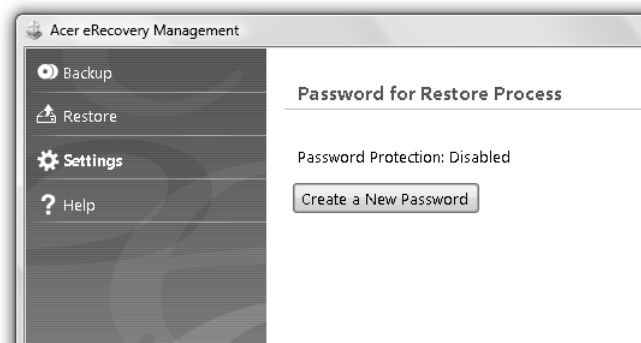 Acer eRecovery Management
Backup
Restore
Settings
Help
Password for Restore Process
Password Protection: Disabled
Create a New Password